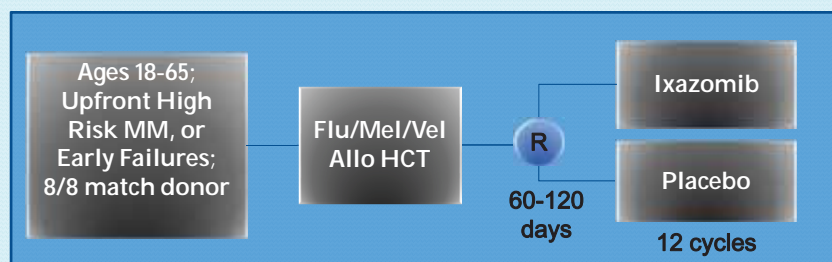 Ages 18-65;
Upfront High
Risk MM, or
Early Failures;
8/8 match donor
Flu/Mel/Vel
Allo HCT
R
60-120
days
Ixazomib
Placebo
12 cycles